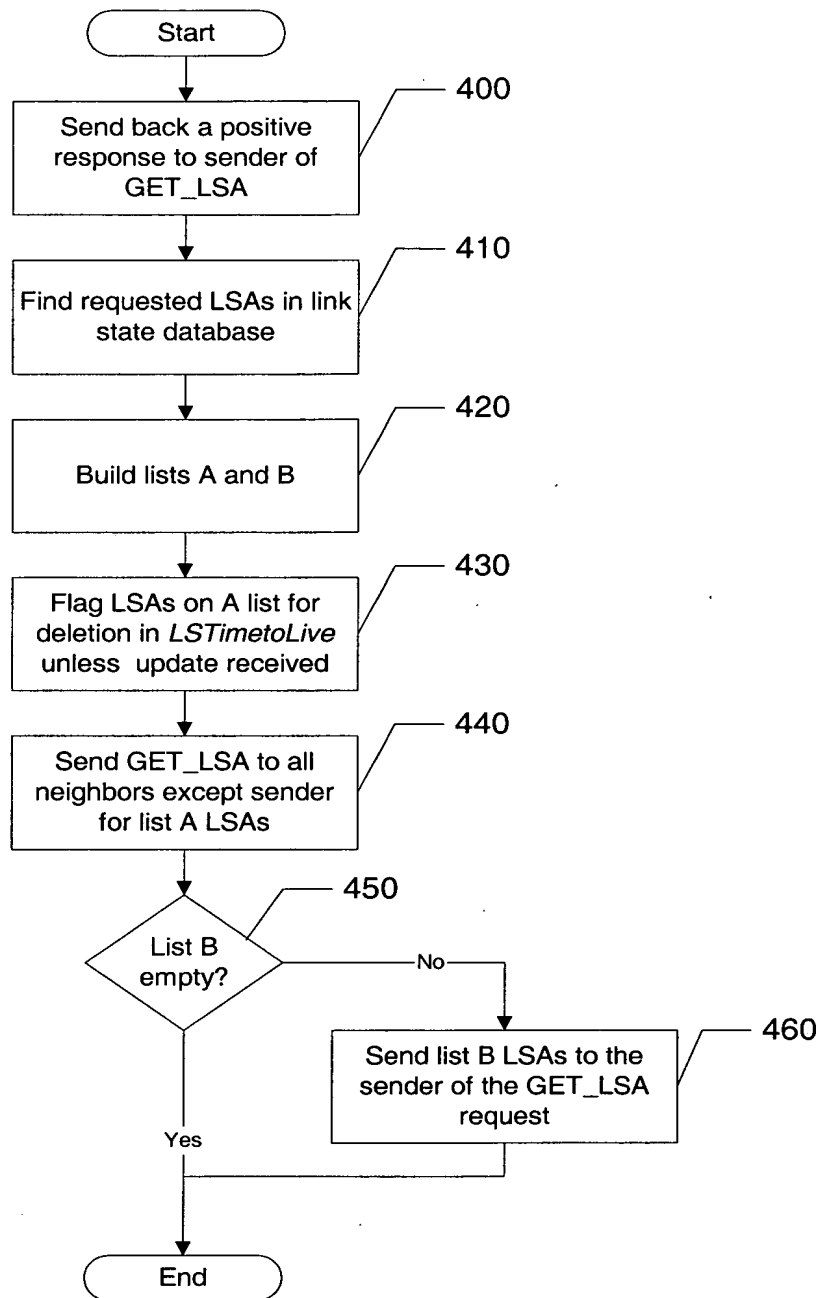 Start
400
Send back a positive
response to sender of
GET_LSA
410
Find requested LSAs in link
state database
420
Build lists A and B
430
Flag LSAs on A list for
deletion in LSTimetoLive
unless update received
440
Send GET_LSA to all
neighbors except sender
for list A LSAs
450
List B
empty?
No
460
Send list B LSAs to the
sender of the GET_LSA
request
Yes
End